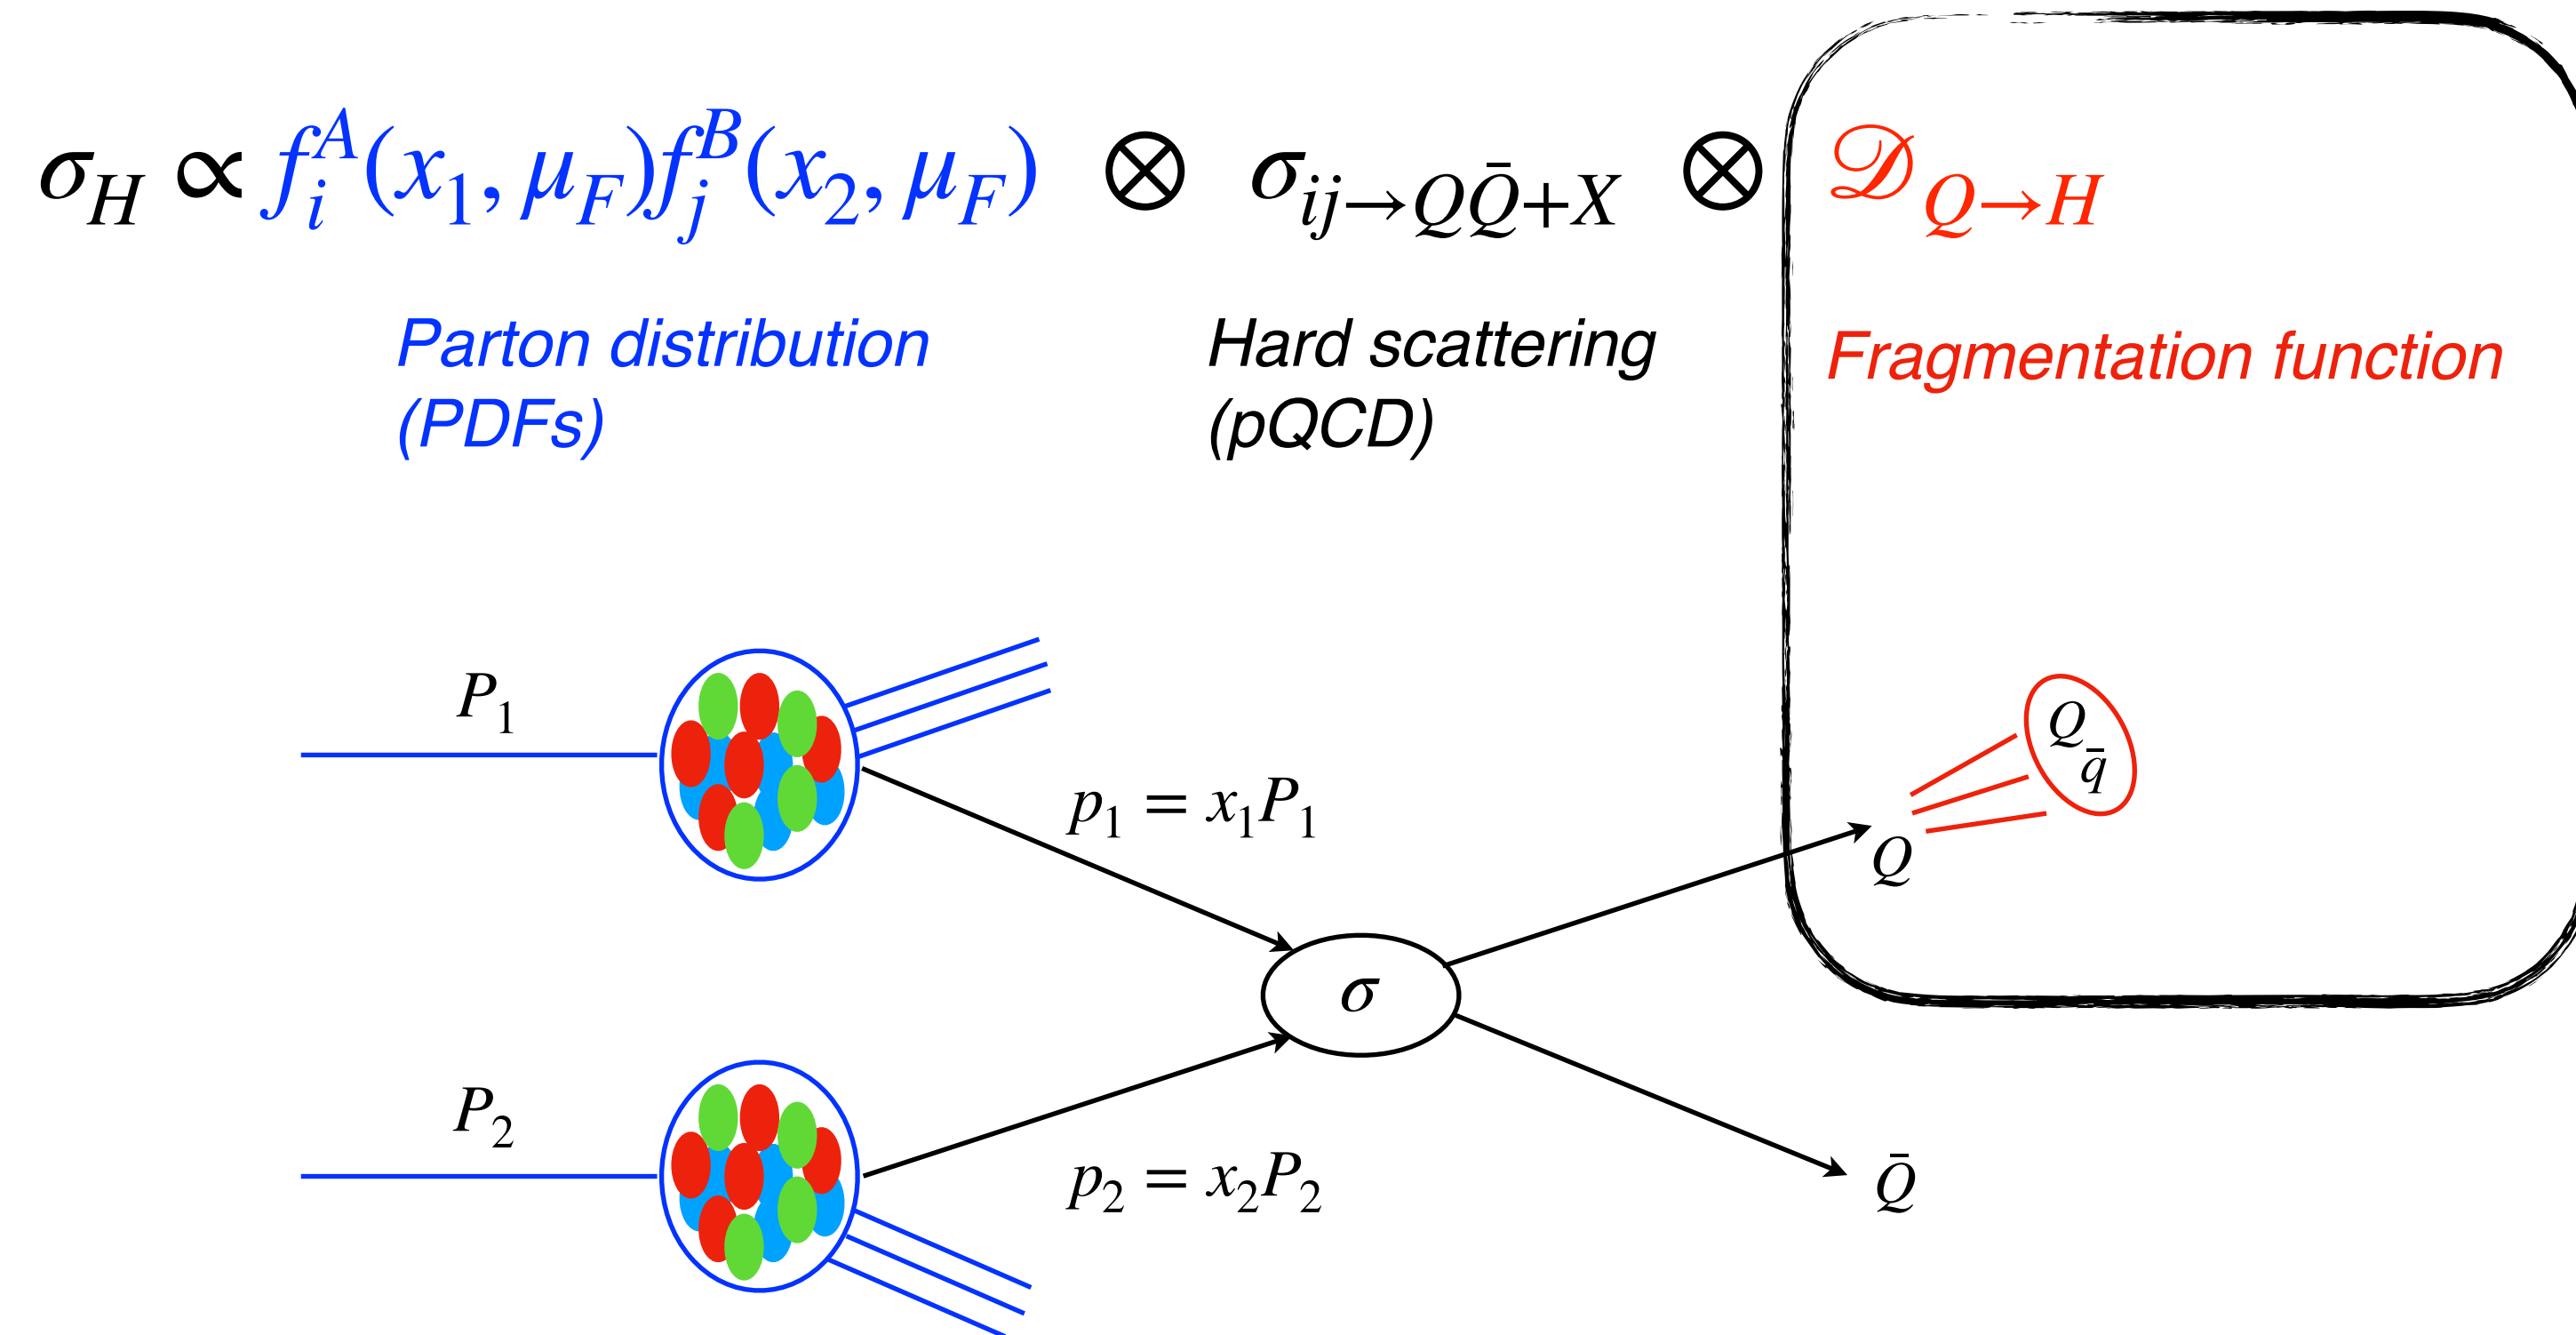 σ_H ∝ f_i^A(x_1, μ_F) f_j^B(x_2, μ_F) ⊗ σ_{ij→QQ̄+X} ⊗ 𝒟_{Q→H}
Parton distribution
(PDFs)
Hard scattering
(pQCD)
Fragmentation function
P_1
p_1 = x_1P_1
Q
q̄
Q
σ
P_2
p_2 = x_2P_2
Q̄